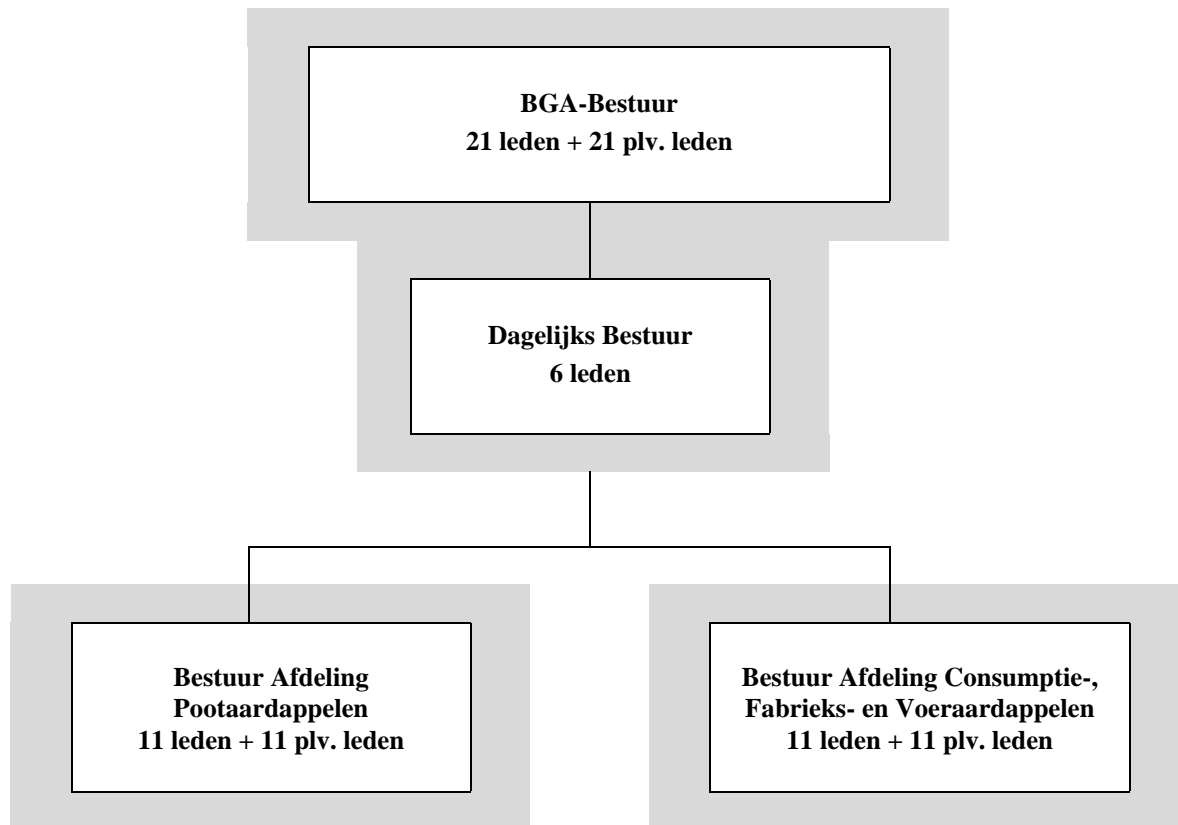 BGA-Bestuur
21 leden + 21 plv. leden
Dagelijks Bestuur
6 leden
Bestuur Afdeling
Pootaardappelen
11 leden + 11 plv. leden
Bestuur Afdeling Consumptie-,
Fabrieks- en Voeraardappelen
11 leden + 11 plv. leden